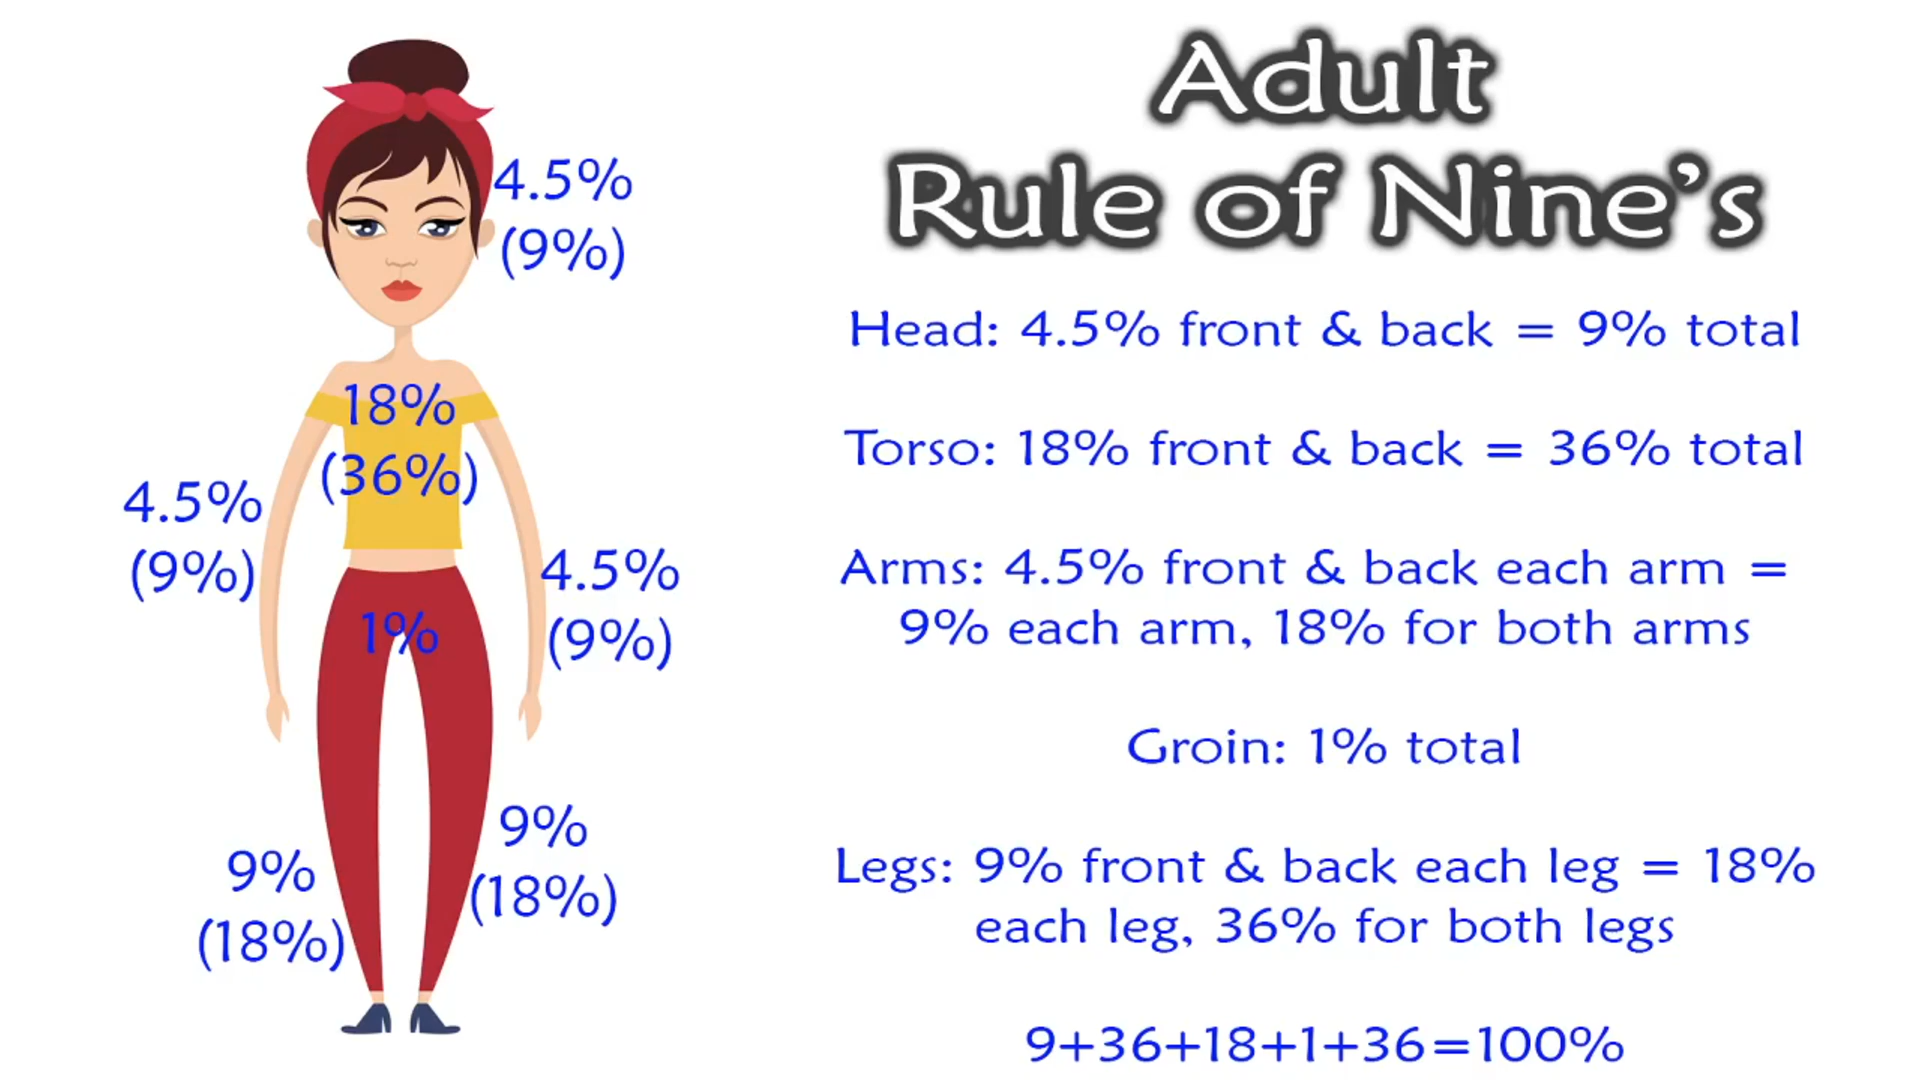 Adult
Rule of Nine's
4.5%
(9%)
18%
(36%)
4.5%
(9%)
4.5%
(9%)
1%
9%
(18%)
9%
(18%)
Head: 4.5% front & back = 9% total
Torso: 18% front & back = 36% total
Arms: 4.5% front & back each arm =
9% each arm, 18% for both arms
Groin: 1% total
Legs: 9% front & back each leg = 18%
each leg, 36% for both legs
9+36+18+1+36=100%